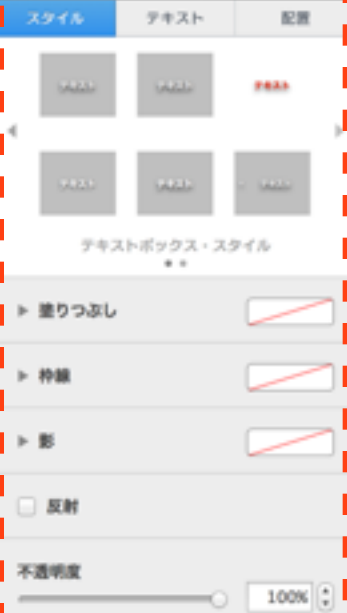 スタイル テキスト 配置
テキスト テキスト テキスト
テキスト テキスト テキスト
テキストボックス・スタイル
塗りつぶし
枠線
影
反射
不透明度
100%